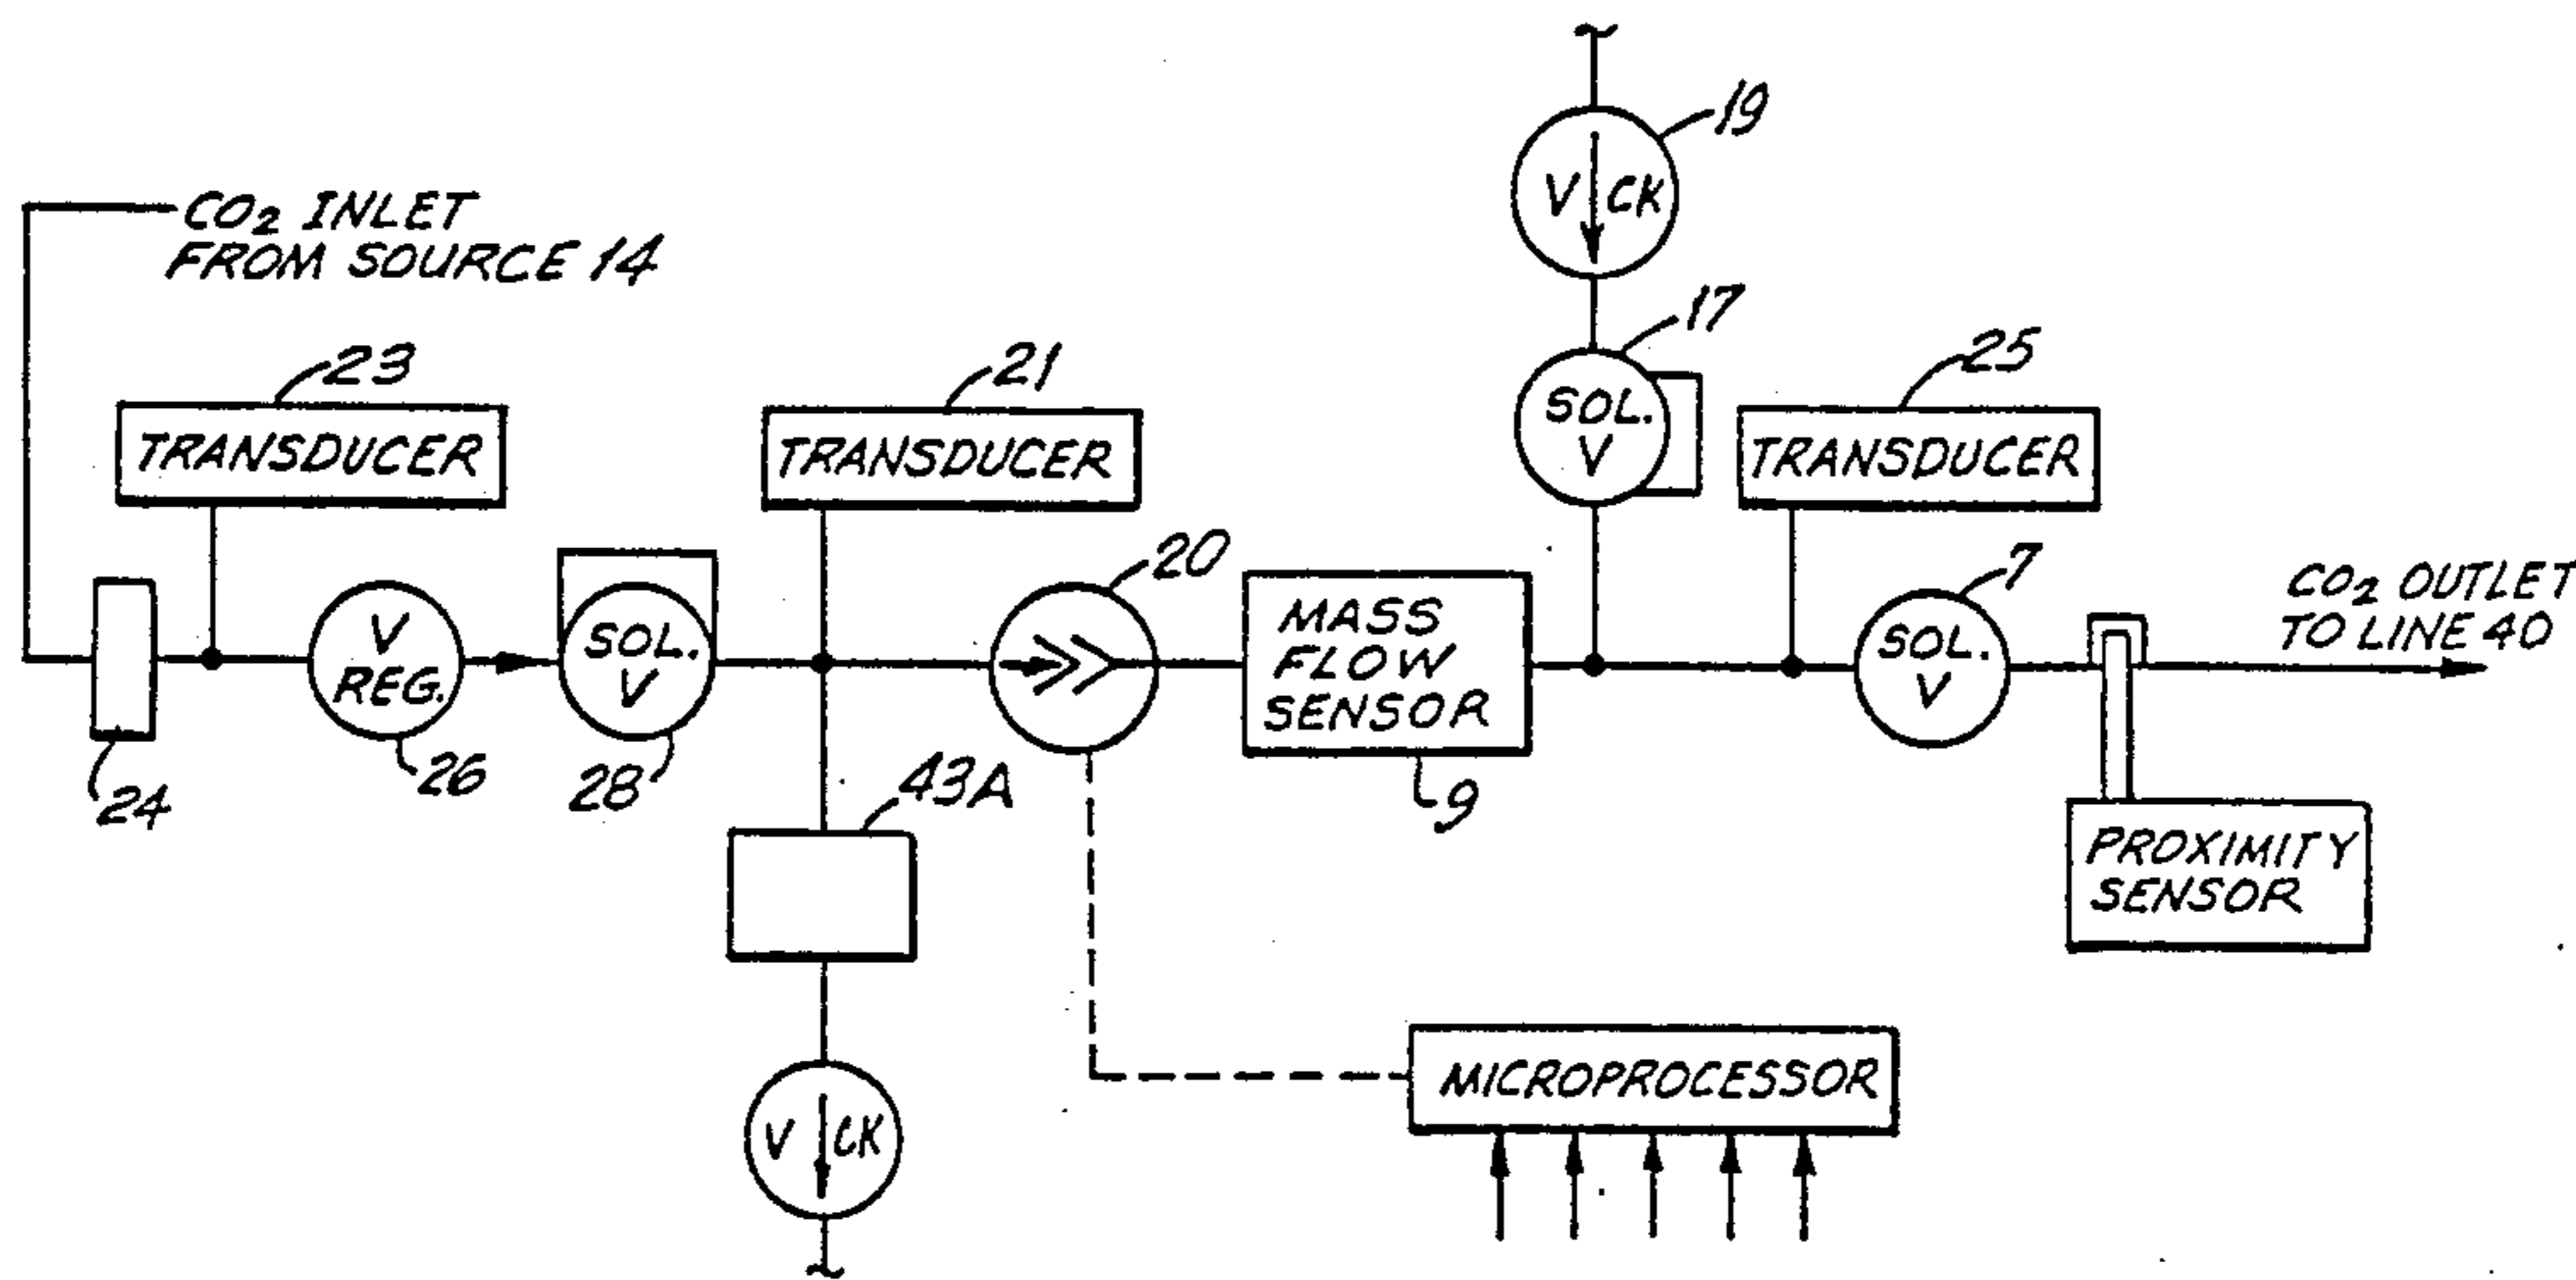 19
CO2 INLET
FROM SOURCE 14
V CK
17
23
21
25
SOL.
V
TRANSDUCER
TRANSDUCER
TRANSDUCER
20
7
CO2 OUTLET
TO LINE 40
V
REG.
SOL.
V
MASS
FLOW
SENSOR
SOL.
V
24
26
28
43A
9
PROXIMITY
SENSOR
MICROPROCESSOR
V CK